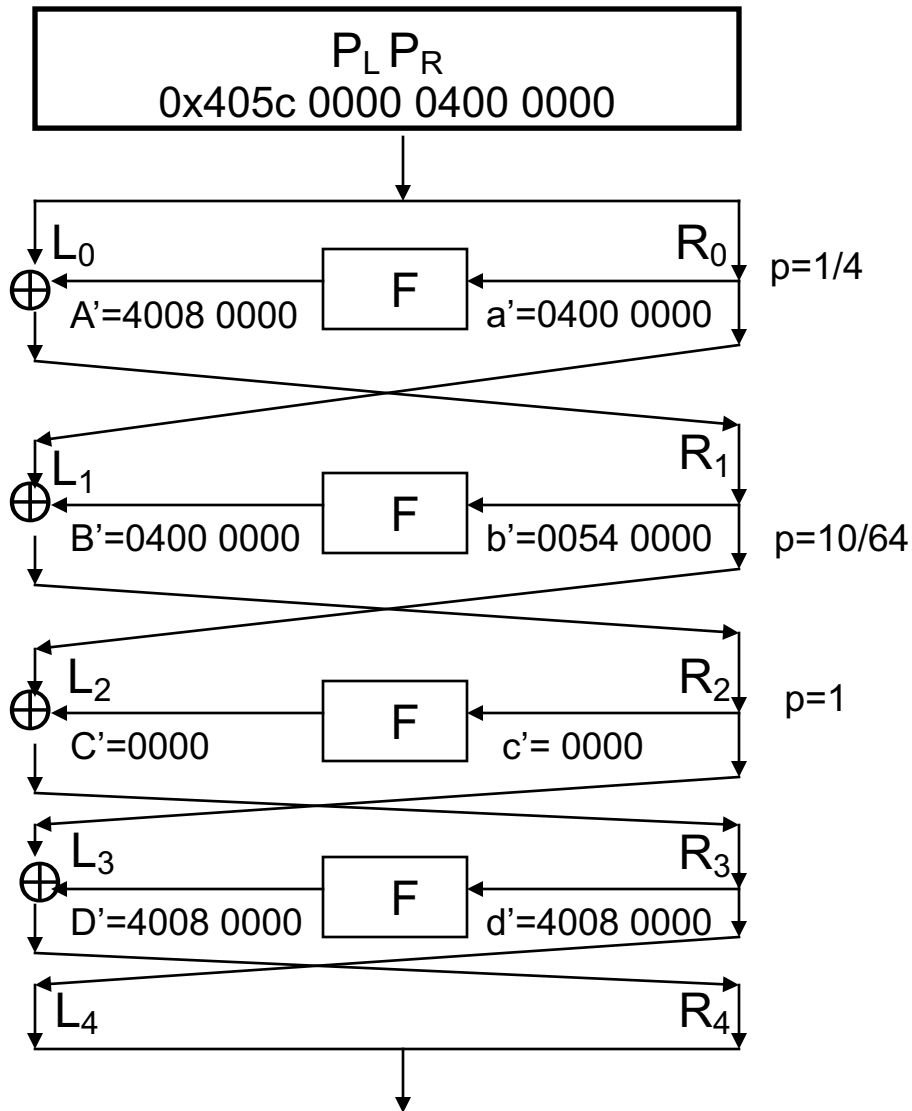 P_L P_R
0x405c 0000 0400 0000
L_0
R_0
p=1/4
F
A’=4008 0000
a’=0400 0000
L_1
R_1
F
B’=0400 0000
b’=0054 0000
p=10/64
L_2
R_2
p=1
F
C’=0000
c’= 0000
L_3
R_3
F
D’=4008 0000
d’=4008 0000
L_4
R_4